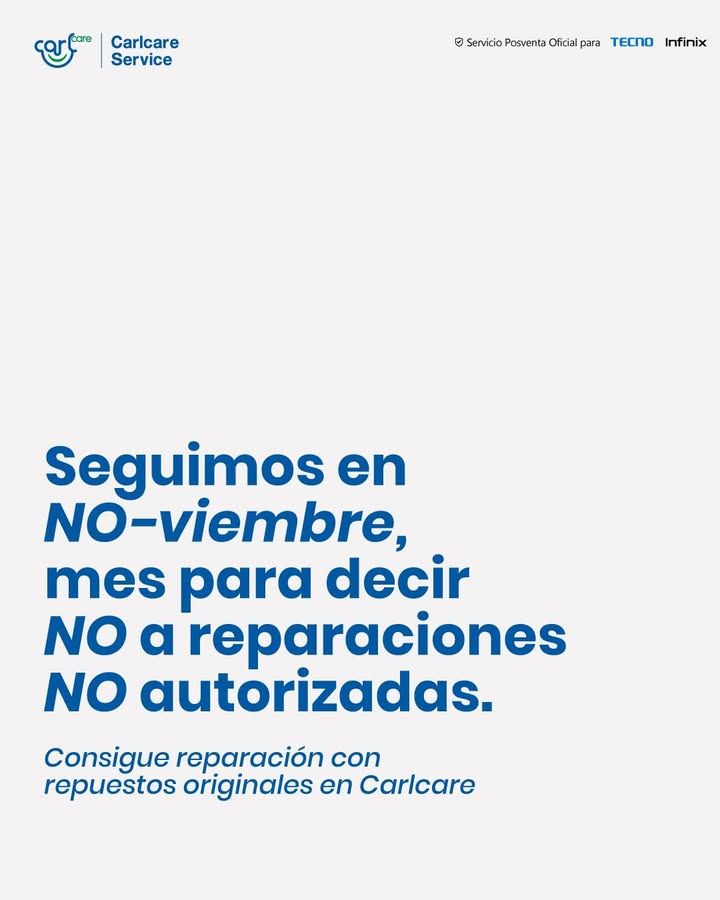 carlcare
Carlcare
Service
Servicio Posventa Oficial para TECNO Infinix
Seguimos en
NO-viembre,
mes para decir
NO a reparaciones
NO autorizadas.
Consigue reparación con
repuestos originales en Carlcare